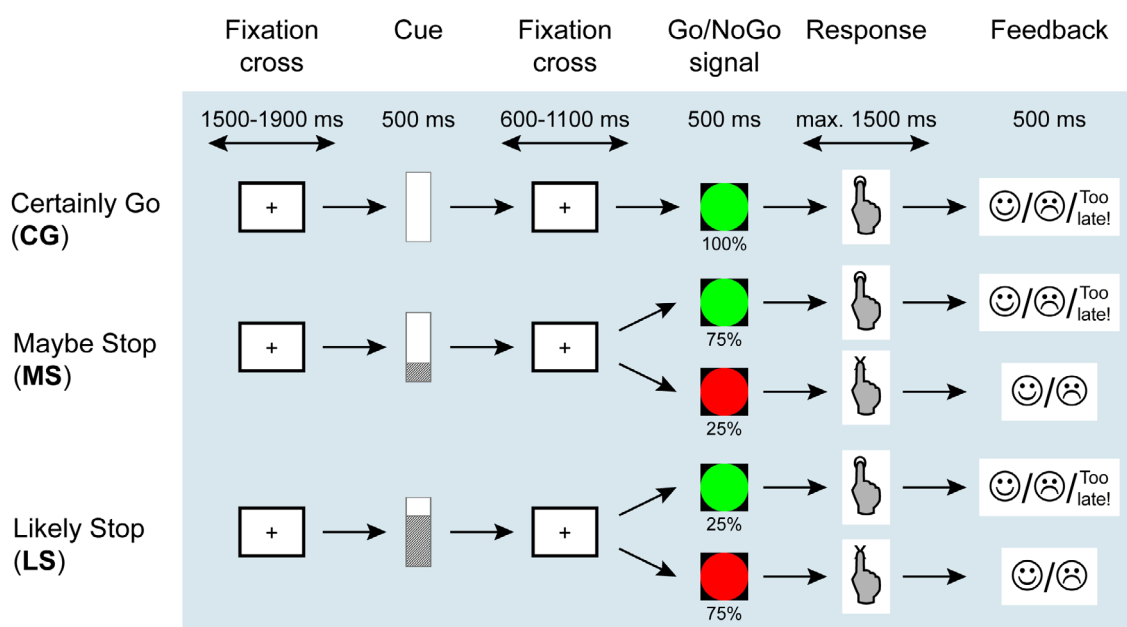 Fixation cross
Cue
Fixation cross
Go/NoGo signal
Response
Feedback
1500-1900 ms
500 ms
600-1100 ms
500 ms
max. 1500 ms
500 ms
Certainly Go
(CG)
+
+
100%
/ / Too late!
Maybe Stop
(MS)
+
+
75%
/ / Too late!
25%
/
Likely Stop
(LS)
+
+
25%
/ / Too late!
75%
/